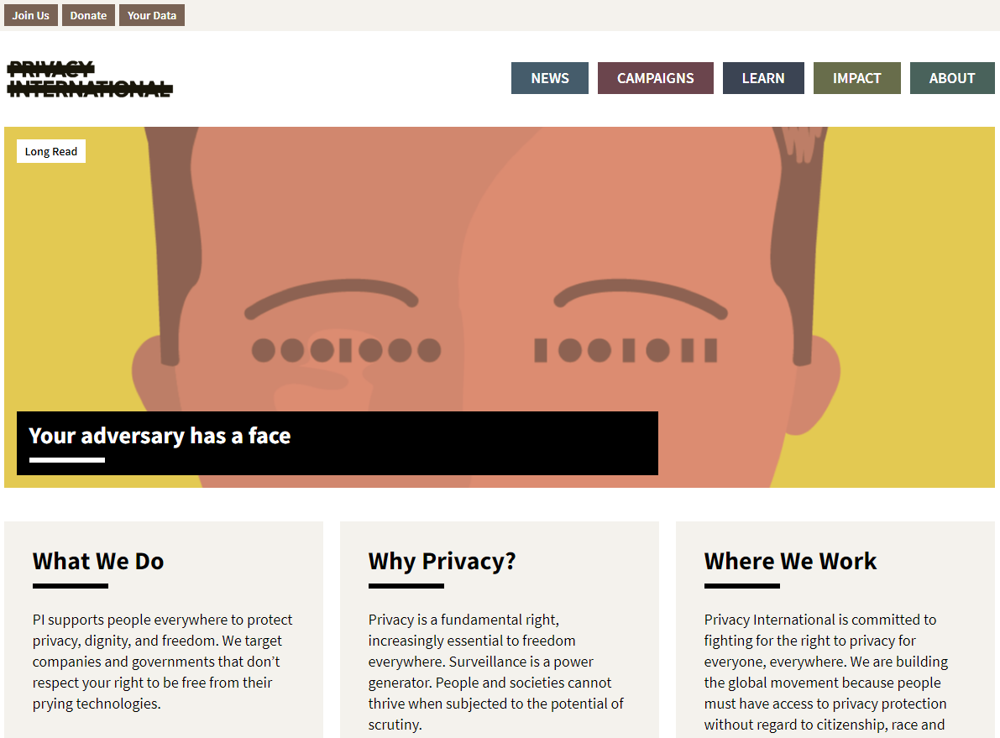 Join Us Donate Your Data
PRIVACY
INTERNATIONAL
NEWS CAMPAIGNS LEARN IMPACT ABOUT
Long Read
Your adversary has a face
What We Do
PI supports people everywhere to protect
privacy, dignity, and freedom. We target
companies and governments that don’t
respect your right to be free from their
prying technologies.
Why Privacy?
Privacy is a fundamental right,
increasingly essential to freedom
everywhere. Surveillance is a power
generator. People and societies cannot
thrive when subjected to the potential of
scrutiny.
Where We Work
Privacy International is committed to
fighting for the right to privacy for
everyone, everywhere. We are building
the global movement because people
must have access to privacy protection
without regard to citizenship, race and